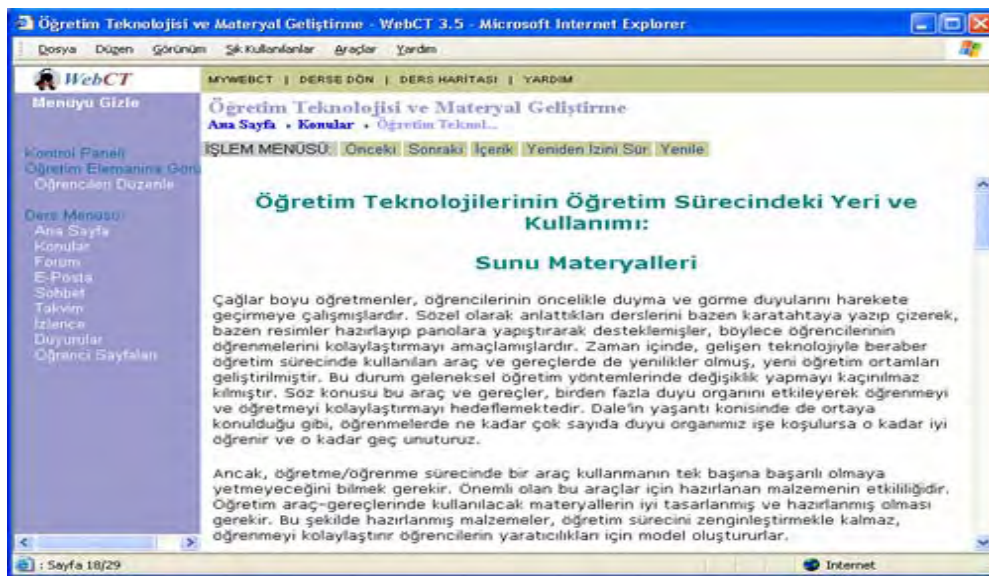 Öğretim Teknolojisi ve Materyal Geliştirme - WebCT 3.5 - Microsoft Internet Explorer
Dosya Düzen Görünüm Sık Kullanılanlar Araçlar Yardım
WebCT
MYWEBCT | DERSE DÖN | DERS HARİTASI | YARDIM
Menüyü Gizle
Öğretim Teknolojisi ve Materyal Geliştirme
Ana Sayfa › Konular › Öğretim Teknol...
İŞLEM MENÜSÜ: Önceki Sonraki İçerik Yeniden İzini Sür Yenile
Kontrol Paneli
Öğretim Elemanına Görü
Öğrencileri Düzenle
Ders Menüsü:
Ana Sayfa
Konular
Forum
E-Posta
Sohbet
Takvim
İzlence
Duyurular
Öğrenci Sayfaları
Öğretim Teknolojilerinin Öğretim Sürecindeki Yeri ve
Kullanımı:
Sunu Materyalleri
Çağlar boyu öğretmenler, öğrencilerinin öncelikle duyma ve görme duyularını harekete
geçirmeye çalışmışlardır. Sözel olarak anlattıkları derslerini bazen karatahtaya yazıp çizerek,
bazen resimler hazırlayıp panolara yapıştırarak desteklemişler, böylece öğrencilerinin
öğrenmelerini kolaylaştırmayı amaçlamışlardır. Zaman içinde, gelişen teknolojiyle beraber
öğretim sürecinde kullanılan araç ve gereçlerde de yenilikler olmuş, yeni öğretim ortamları
geliştirilmiştir. Bu durum geleneksel öğretim yöntemlerinde değişiklik yapmayı kaçınılmaz
kılmıştır. Söz konusu bu araç ve gereçler, birden fazla duyu organını etkileyerek öğrenmeyi
ve öğretmeyi kolaylaştırmayı hedeflemektedir. Dale'in yaşantı konisinde de ortaya
konulduğu gibi, öğrenmelerde ne kadar çok sayıda duyu organımız işe koşulursa o kadar iyi
öğrenir ve o kadar geç unuturuz.
Ancak, öğretme/öğrenme sürecinde bir araç kullanmanın tek başına başarılı olmaya
yetmeyeceğini bilmek gerekir. Önemli olan bu araçlar için hazırlanan malzemenin etkililiğidir.
Öğretim araç-gereçlerinde kullanılacak materyallerin iyi tasarlanmış ve hazırlanmış olması
gerekir. Bu şekilde hazırlanmış malzemeler, öğretim sürecini zenginleştirmekle kalmaz,
öğrenmeyi kolaylaştırır öğrencilerin yaratıcılıkları için model oluştururlar.
: Sayfa 18/29
Internet